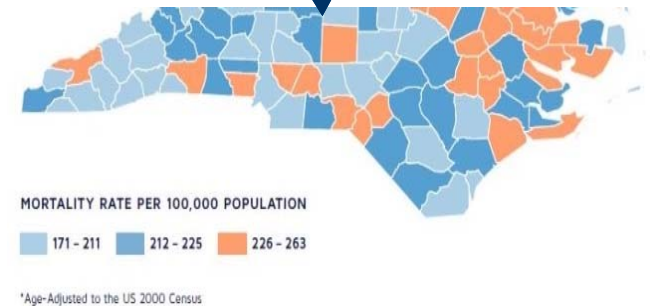 MORTALITY RATE PER 100,000 POPULATION
171 - 211 212 - 225 226 - 263
*Age-Adjusted to the US 2000 Census